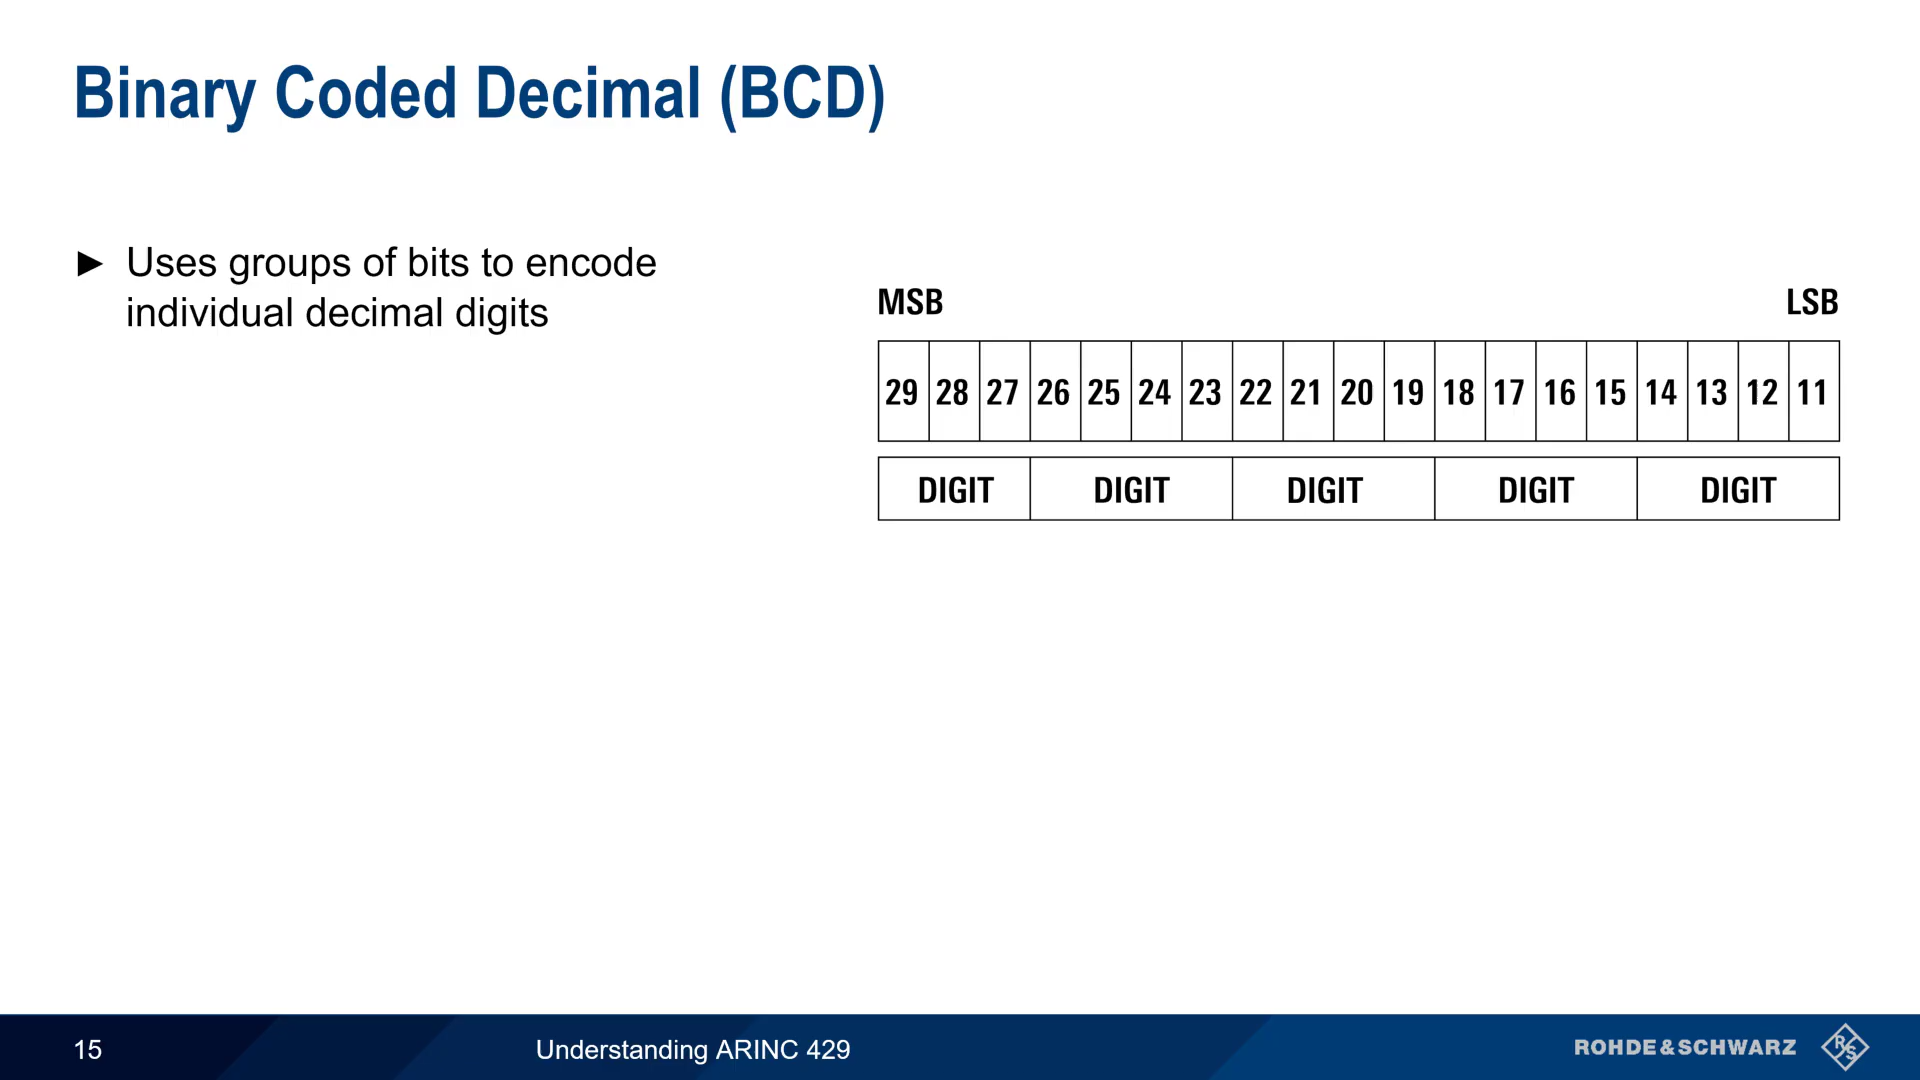 Binary Coded Decimal (BCD)
► Uses groups of bits to encode
individual decimal digits
MSB LSB
29 28 27 26 25 24 23 22 21 20 19 18 17 16 15 14 13 12 11
DIGIT DIGIT DIGIT DIGIT DIGIT
15 Understanding ARINC 429 ROHDE&SCHWARZ R S